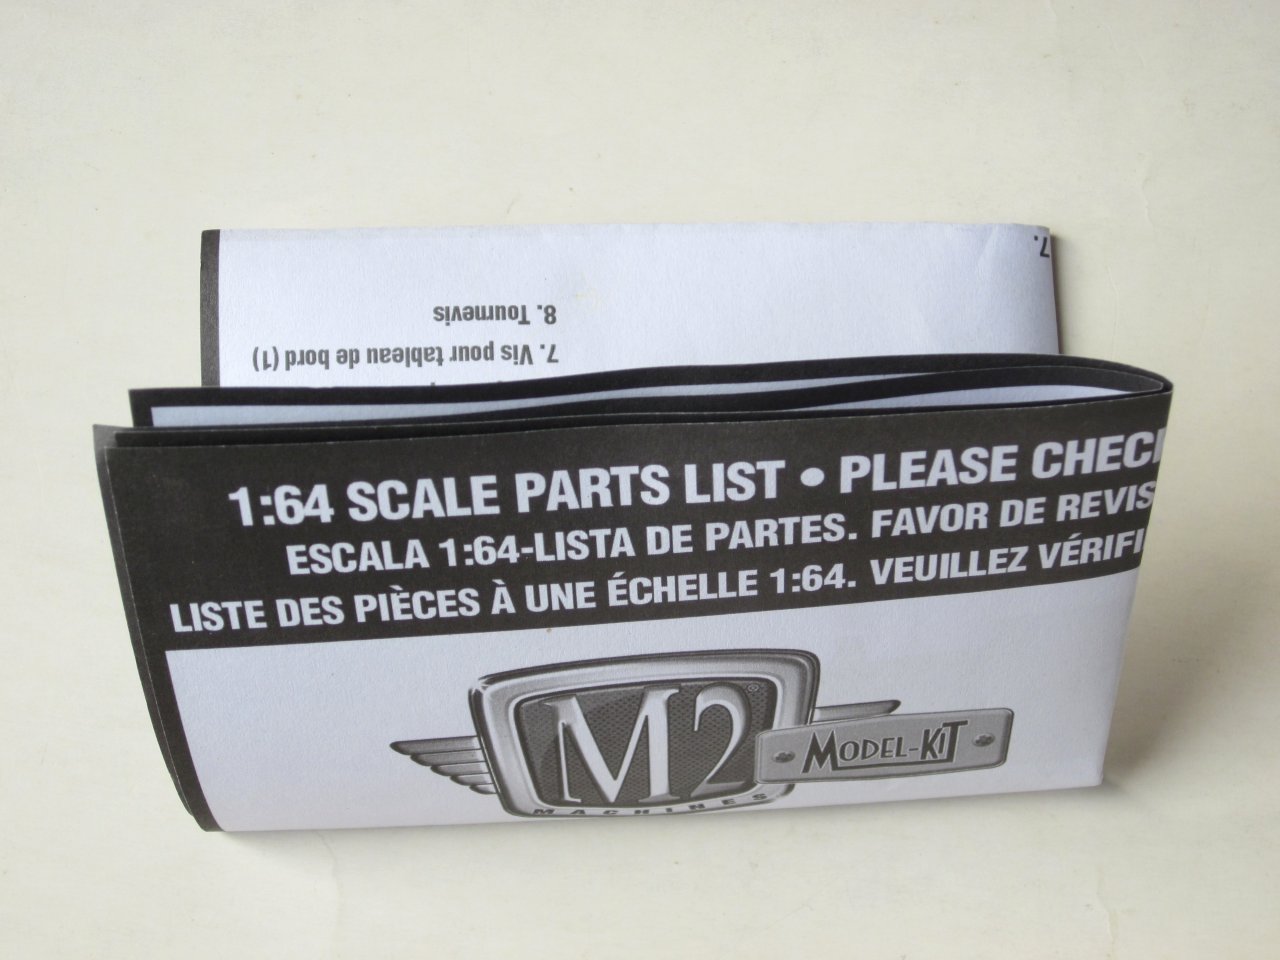 8. Tournevis
7. Vis pour tableau de bord (1)
7.
1:64 SCALE PARTS LIST • PLEASE CHEC
ESCALA 1:64-LISTA DE PARTES. FAVOR DE REVIS
LISTE DES PIÈCES À UNE ÉCHELLE 1:64. VEUILLEZ VÉRIFI
M2®
MODEL-KIT
MACHINES